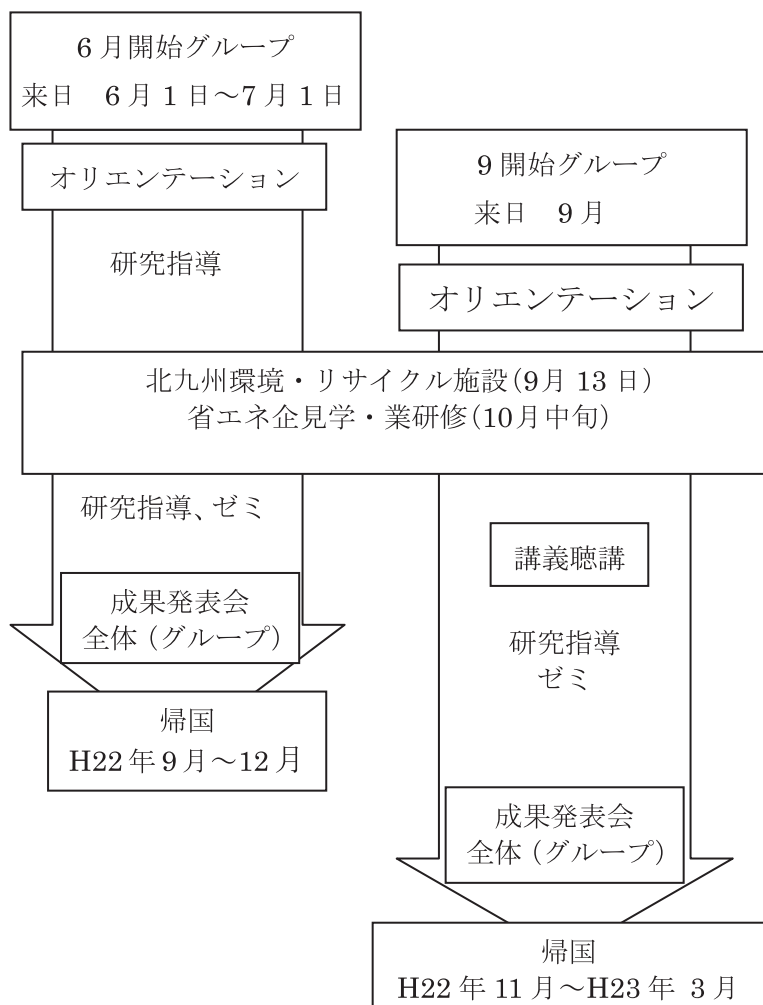 6月開始グループ
来日　6月1日～7月1日
オリエンテーション
研究指導
9開始グループ
来日　9月
オリエンテーション
北九州環境・リサイクル施設(9月 13 日)
省エネ企見学・業研修(10月中旬)
研究指導、ゼミ
成果発表会
全体（グループ）
帰国
H22年9月～12月
講義聴講
研究指導
ゼミ
成果発表会
全体（グループ）
帰国
H22年 11月～H23年 3月